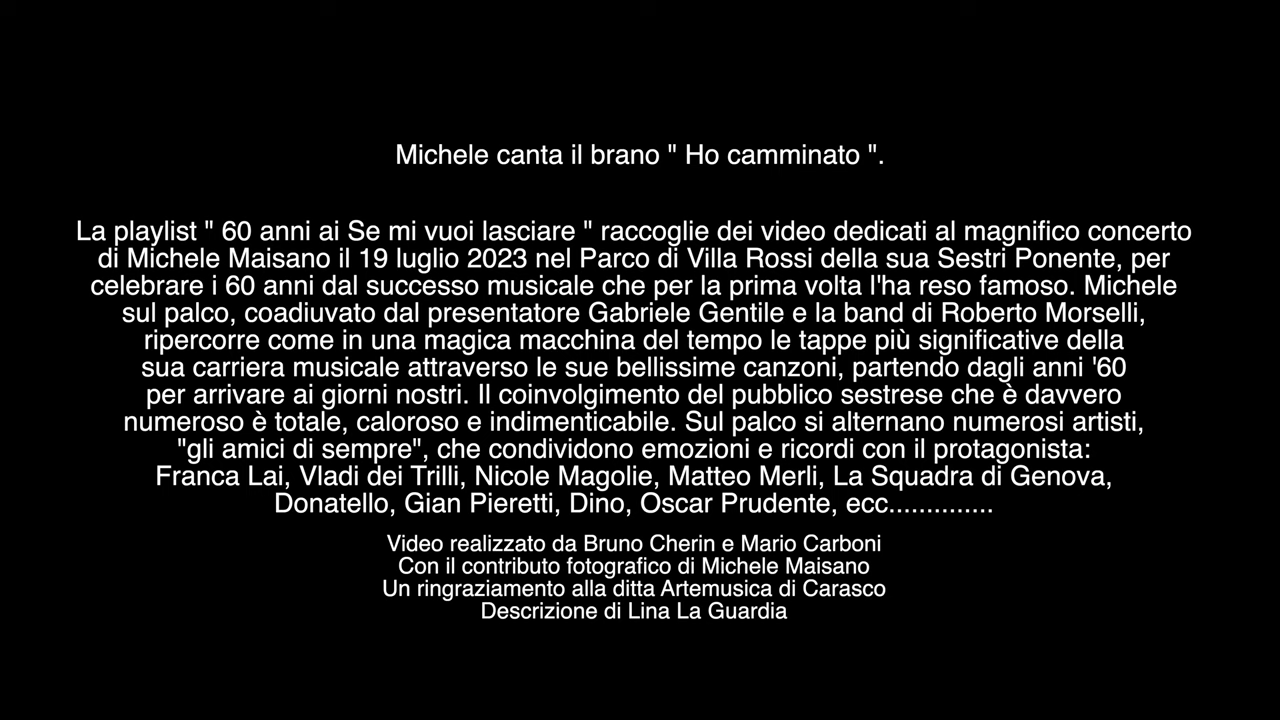 Michele canta il brano " Ho camminato ".
La playlist " 60 anni ai Se mi vuoi lasciare " raccoglie dei video dedicati al magnifico concerto
di Michele Maisano il 19 luglio 2023 nel Parco di Villa Rossi della sua Sestri Ponente, per
celebrare i 60 anni dal successo musicale che per la prima volta l'ha reso famoso. Michele
sul palco, coadiuvato dal presentatore Gabriele Gentile e la band di Roberto Morselli,
ripercorre come in una magica macchina del tempo le tappe più significative della
sua carriera musicale attraverso le sue bellissime canzoni, partendo dagli anni '60
per arrivare ai giorni nostri. Il coinvolgimento del pubblico sestrese che è davvero
numeroso è totale, caloroso e indimenticabile. Sul palco si alternano numerosi artisti,
"gli amici di sempre", che condividono emozioni e ricordi con il protagonista:
Franca Lai, Vladi dei Trilli, Nicole Magolie, Matteo Merli, La Squadra di Genova,
Donatello, Gian Pieretti, Dino, Oscar Prudente, ecc..............
Video realizzato da Bruno Cherin e Mario Carboni
Con il contributo fotografico di Michele Maisano
Un ringraziamento alla ditta Artemusica di Carasco
Descrizione di Lina La Guardia